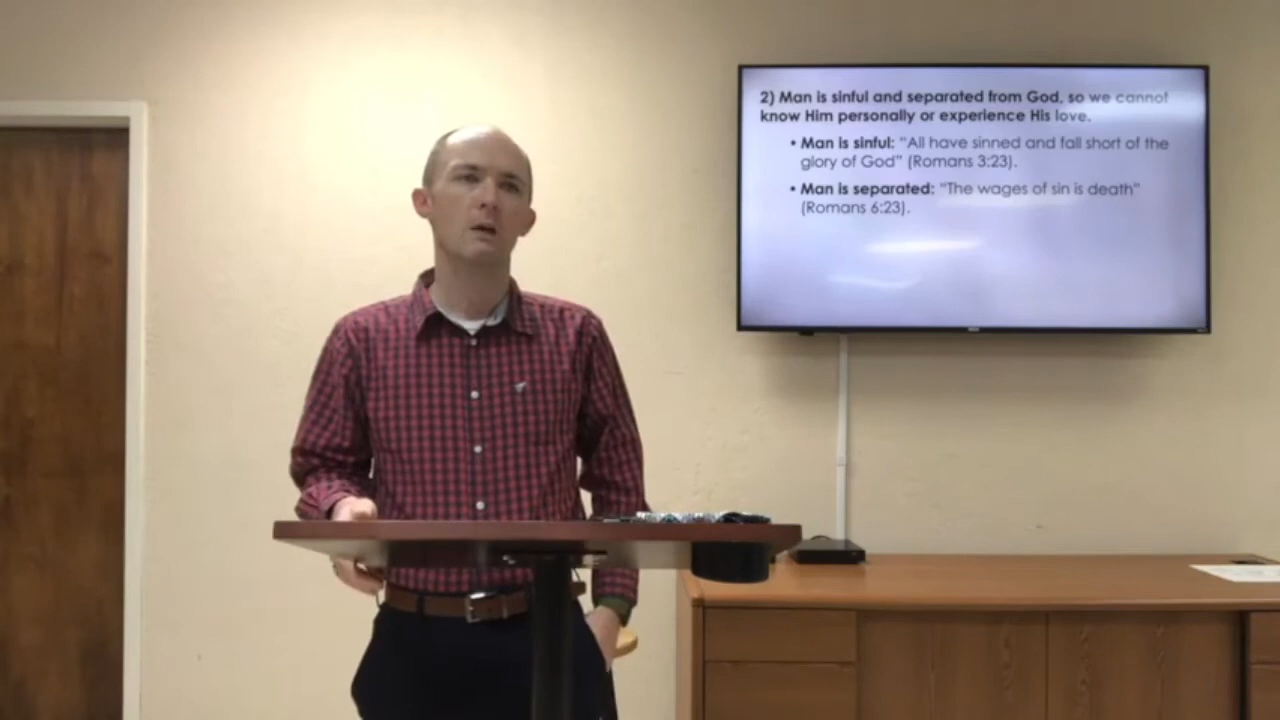 2) Man is sinful and separated from God, so we cannot
know Him personally or experience His love.
• Man is sinful: “All have sinned and fall short of the
glory of God” (Romans 3:23).
• Man is separated: “The wages of sin is death”
(Romans 6:23).